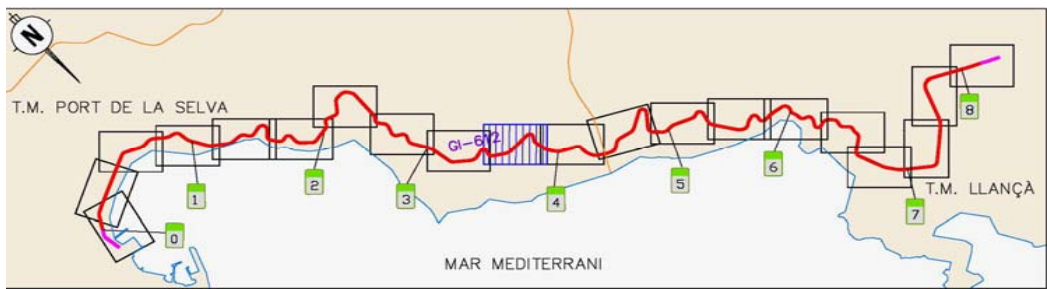 N
T.M. PORT DE LA SELVA
8
GI-612
1
2
3
4
5
6
7
T.M. LLANÇÀ
0
MAR MEDITERRANI